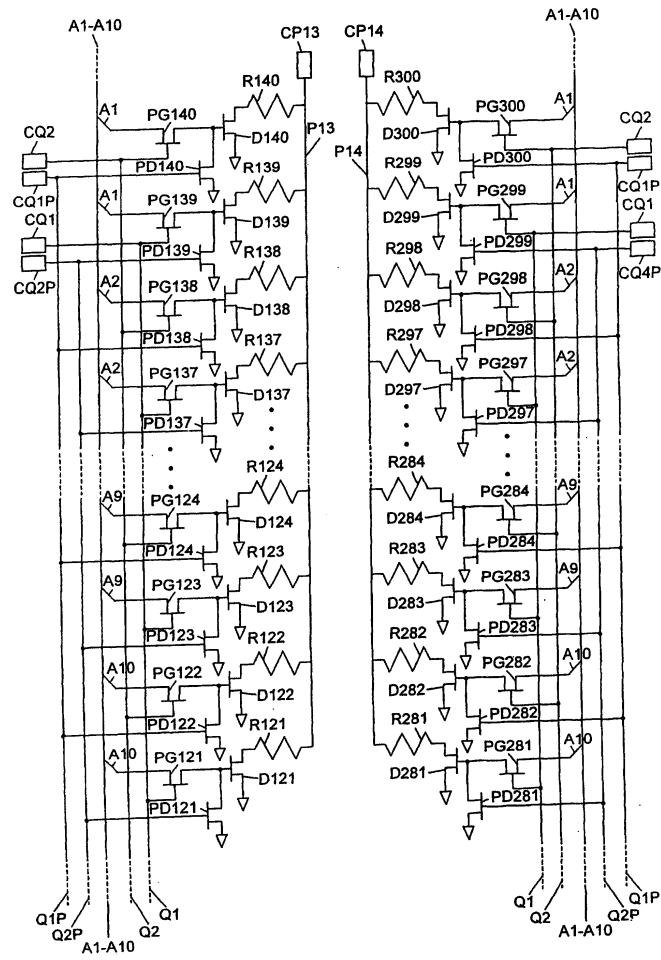 A1-A10 CP13 CP14 A1-A10
R140 R300
A1 PG140 PG300 A1
CQ2 D140 P13 D300 CQ2
PD140 P14 PD300
CQ1P R139 R299 CQ1P
A1 PG139 PG299 A1
CQ1 D139 D299 CQ1
PD139 PD299
CQ2P R138 R298 CQ4P
A2 PG138 PG298 A2
D138 D298
PD138 PD298
R137 R297
A2 PG137 PG297 A2
D137 D297
PD137 PD297
R124 R284
A9 PG124 PG284 A9
D124 D284
PD124 PD284
R123 R283
A9 PG123 PG283 A9
D123 D283
PD123 PD283
R122 R282
A10 PG122 PG282 A10
D122 D282
PD122 PD282
R121 R281
A10 PG121 PG281 A10
D121 D281
PD121 PD281
Q1P Q2P A1-A10 Q2 Q1 Q1 Q2 A1-A10 Q2P Q1P